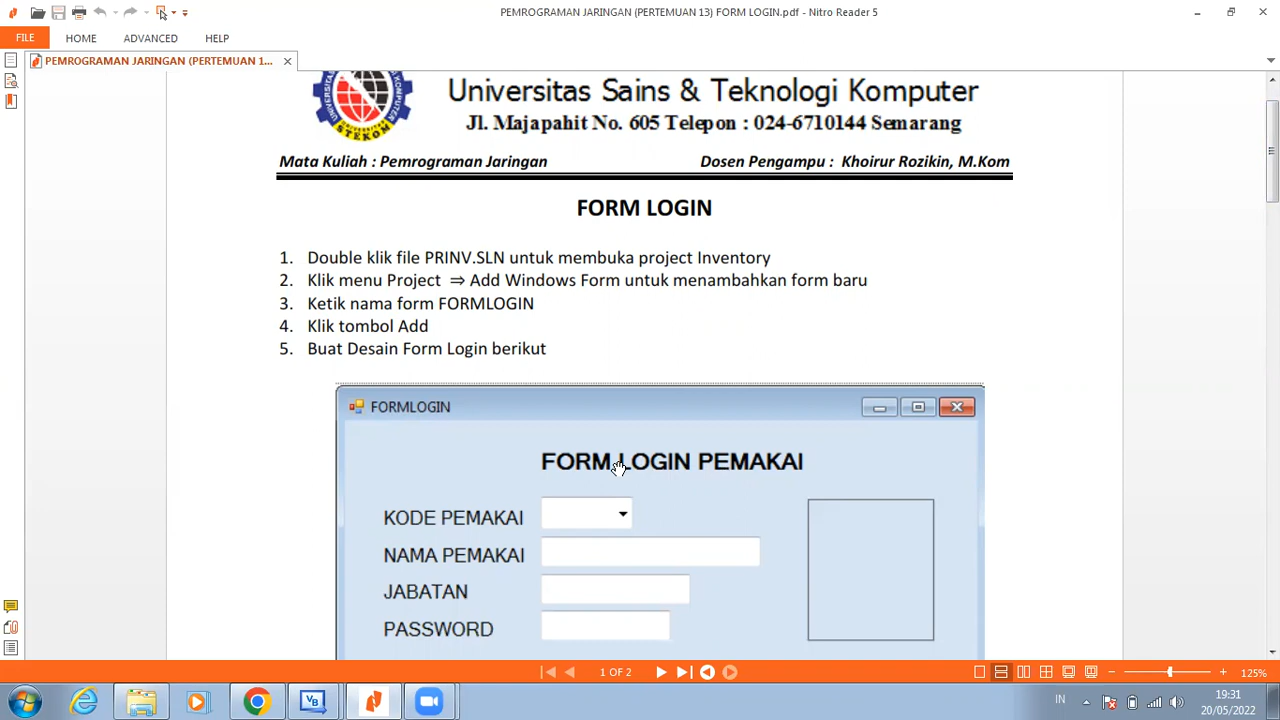 PEMROGRAMAN JARINGAN (PERTEMUAN 13) FORM LOGIN.pdf - Nitro Reader 5
FILE HOME ADVANCED HELP
PEMROGRAMAN JARINGAN (PERTEMUAN 1...
Universitas Sains & Teknologi Komputer
Jl. Majapahit No. 605 Telepon : 024-6710144 Semarang
STEKOM
Mata Kuliah : Pemrograman Jaringan Dosen Pengampu : Khoirur Rozikin, M.Kom
FORM LOGIN
1. Double klik file PRINV.SLN untuk membuka project Inventory
2. Klik menu Project ⇒ Add Windows Form untuk menambahkan form baru
3. Ketik nama form FORMLOGIN
4. Klik tombol Add
5. Buat Desain Form Login berikut
FORMLOGIN
FORM LOGIN PEMAKAI
KODE PEMAKAI
NAMA PEMAKAI
JABATAN
PASSWORD
1 OF 2
125%
VB
IN
19:31
20/05/2022